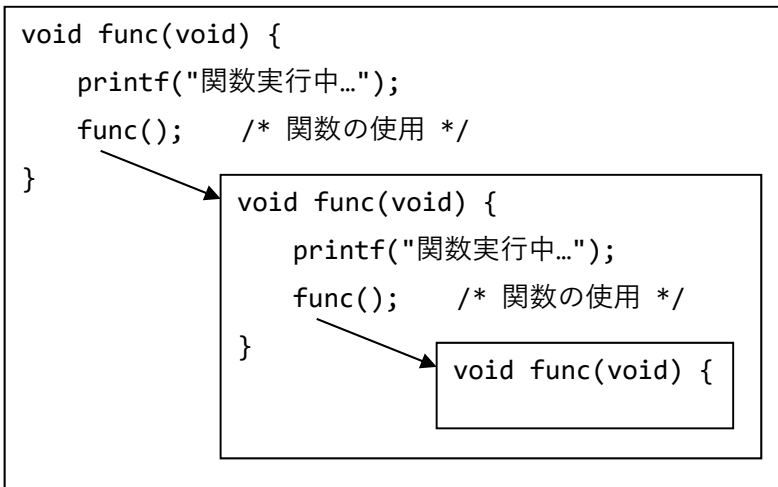 void func(void) {
printf("関数実行中…");
func(); /* 関数の使用 */
}
void func(void) {
printf("関数実行中…");
func(); /* 関数の使用 */
}
void func(void) {